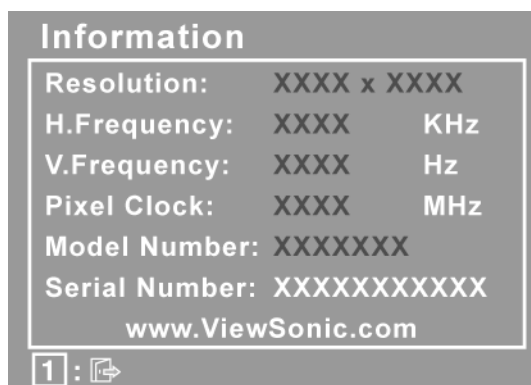 Information
Resolution: XXXX x XXXX
H.Frequency: XXXX KHz
V.Frequency: XXXX Hz
Pixel Clock: XXXX MHz
Model Number: XXXXXXX
Serial Number: XXXXXXXXXXX
www.ViewSonic.com
1 :